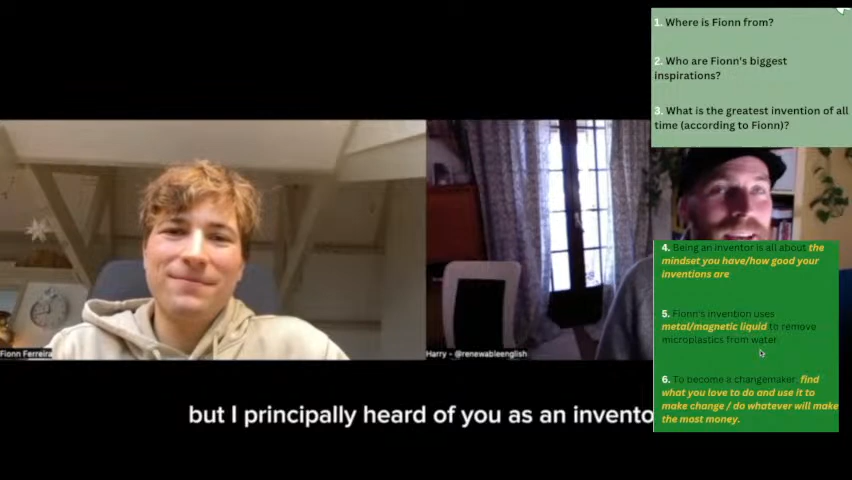 1. Where is Fionn from?
2. Who are Fionn's biggest
inspirations?
3. What is the greatest invention of all
time (according to Fionn)?
4. Being an inventor is all about the
mindset you have/how good your
inventions are
5. Fionn's invention uses
metal/magnetic liquid to remove
microplastics from water.
6. To become a changemaker, find
what you love to do and use it to
make change / do whatever will make
the most money.
Fionn Ferreira
Harry - @renewableenglish
but I principally heard of you as an invento